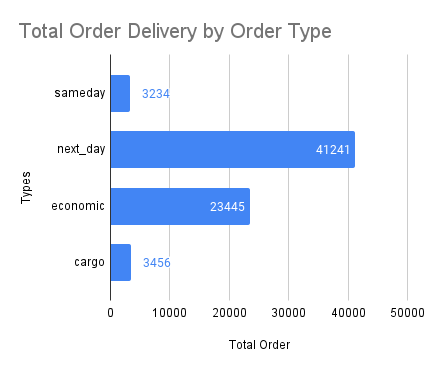 Total Order Delivery by Order Type
Types
sameday
3234
next_day
41241
economic
23445
cargo
3456
0 10000 20000 30000 40000 50000
Total Order